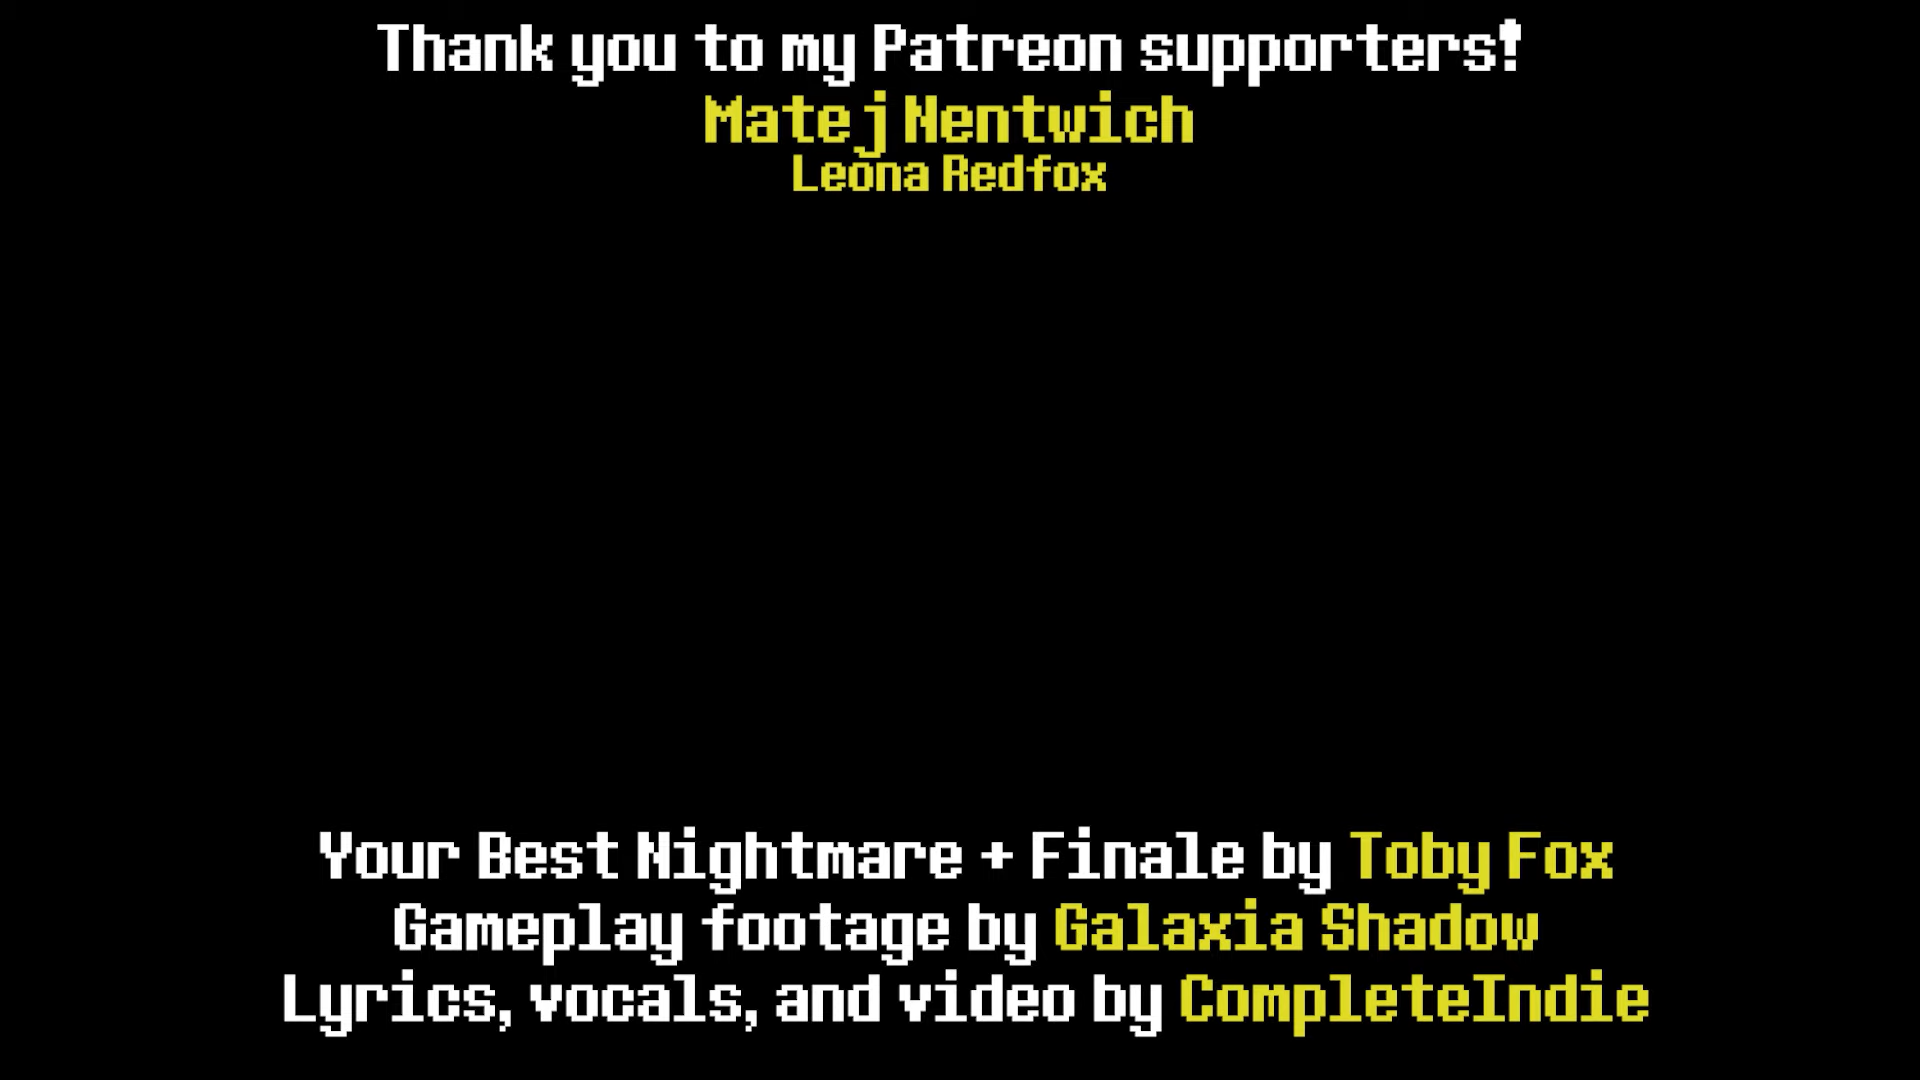 Thank you to my Patreon supporters!
Matej Nentwich
Leona Redfox
Your Best Nightmare + Finale by Toby Fox
Gameplay footage by Galaxia Shadow
Lyrics, vocals, and video by CompleteIndie